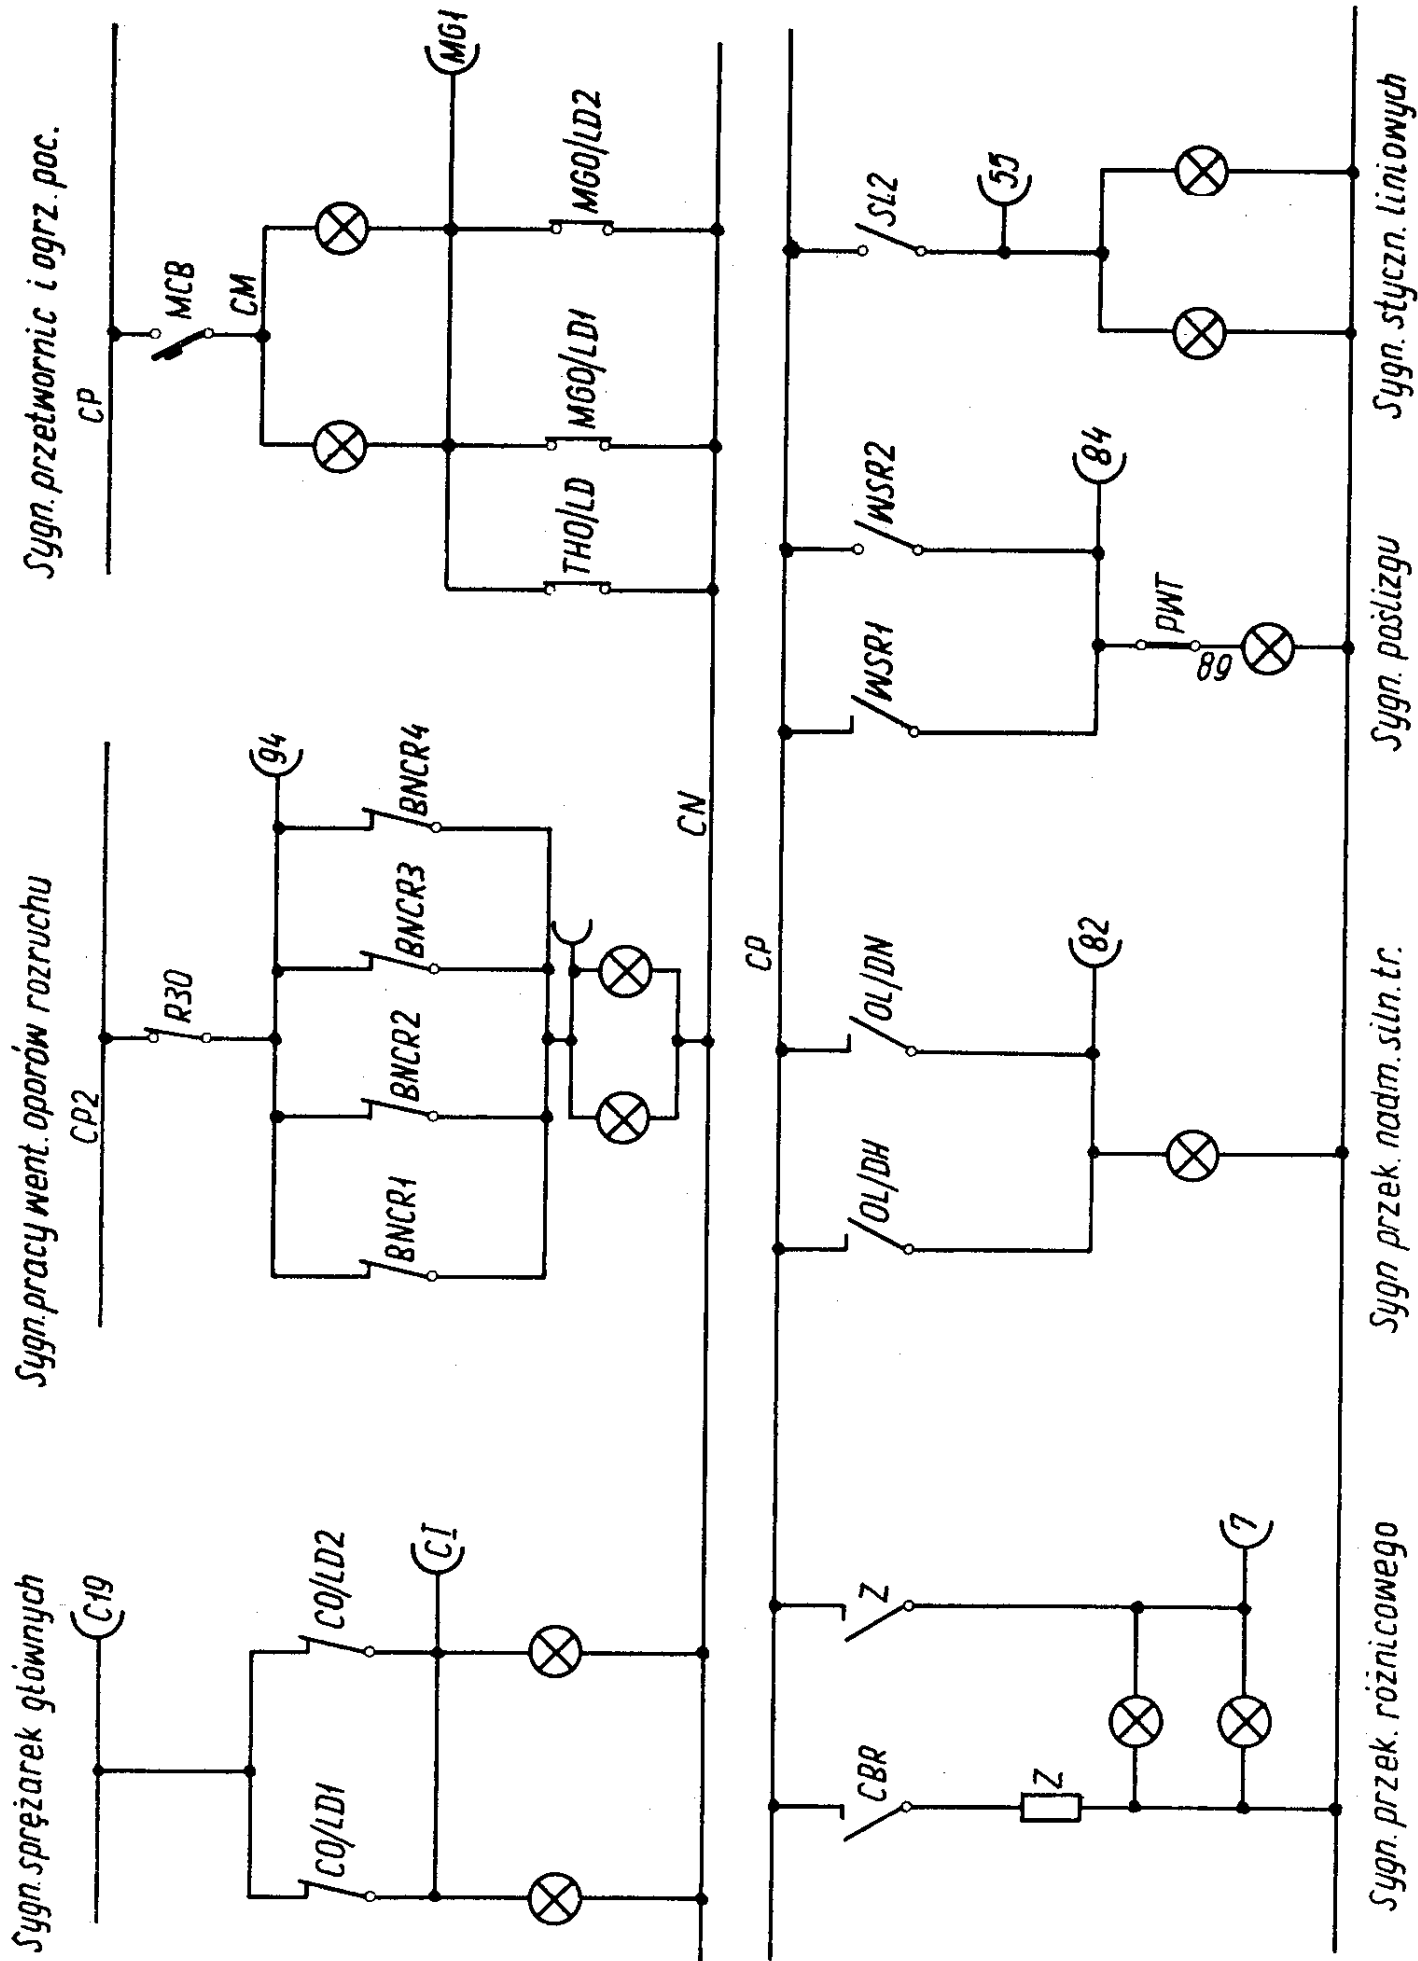 Sygn. sprężarek głównych
C19
CO/LD1
CO/LD2
CI
Sygn. pracy went. oporów rozruchu
CP2
R30
94
BNCR1
BNCR2
BNCR3
BNCR4
CN
Sygn. przetwornic i ogrz. poc.
CP
MCB
CM
MG1
THO/LD
MGO/LD1
MGO/LD2
CP
CBR
Z
Z
7
Sygn. przek. różnicowego
OL/DH
OL/DN
82
Sygn przek. nadm. siln. tr.
WSR1
WSR2
84
PWT
89
Sygn. poślizgu
SL2
55
Sygn. styczn. liniowych